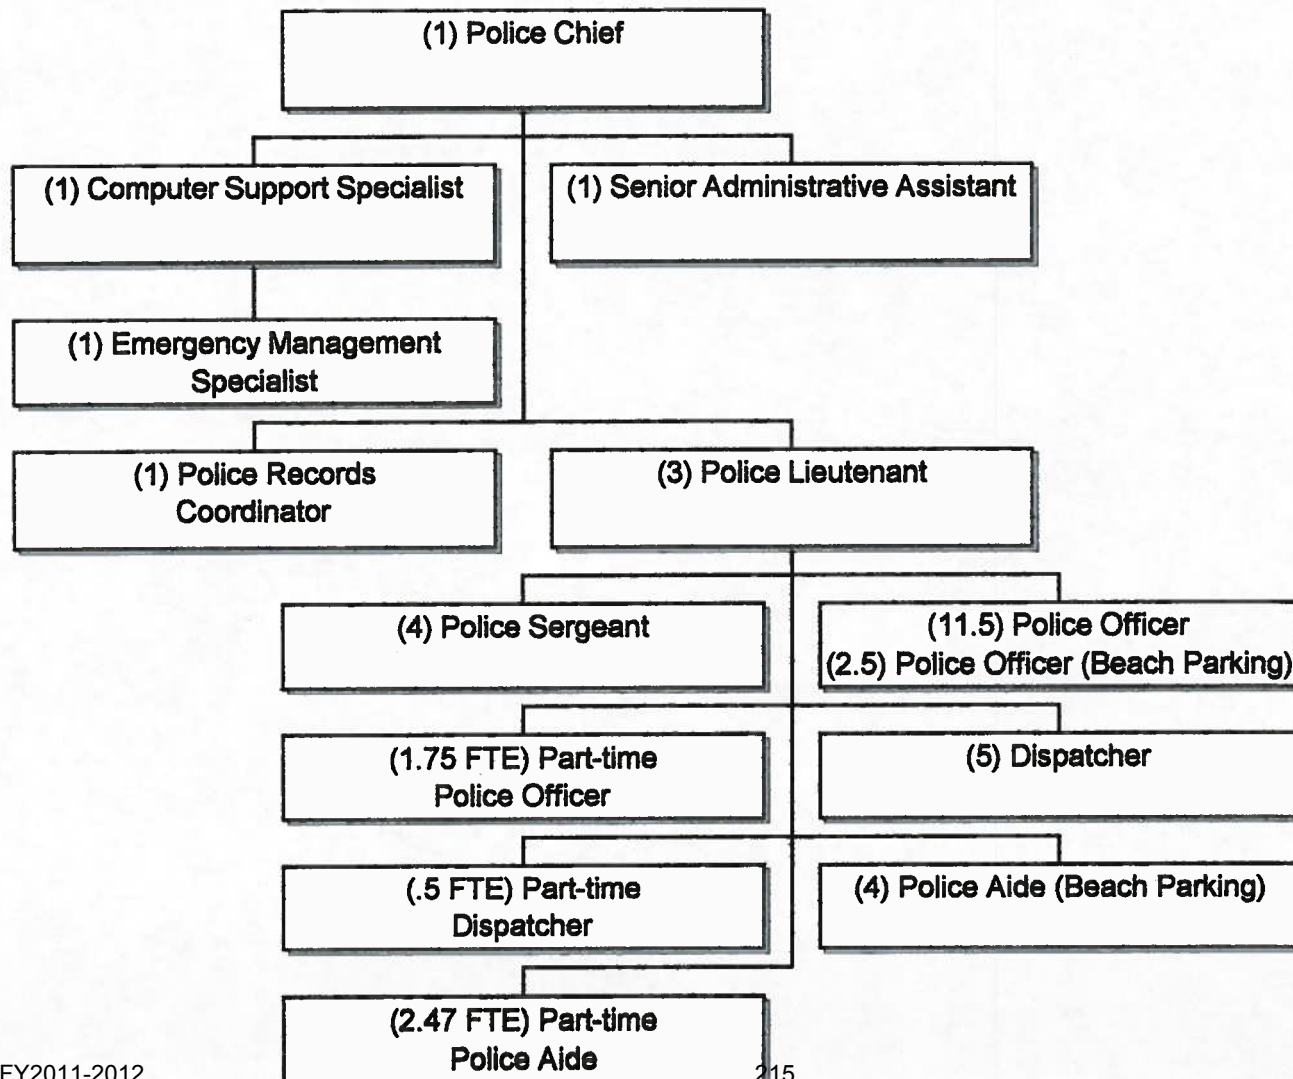 (1) Police Chief
(1) Computer Support Specialist
(1) Senior Administrative Assistant
(1) Emergency Management
Specialist
(1) Police Records
Coordinator
(3) Police Lieutenant
(4) Police Sergeant
(11.5) Police Officer
(2.5) Police Officer (Beach Parking)
(1.75 FTE) Part-time
Police Officer
(5) Dispatcher
(.5 FTE) Part-time
Dispatcher
(4) Police Aide (Beach Parking)
(2.47 FTE) Part-time
Police Aide
FY2011-2012
215